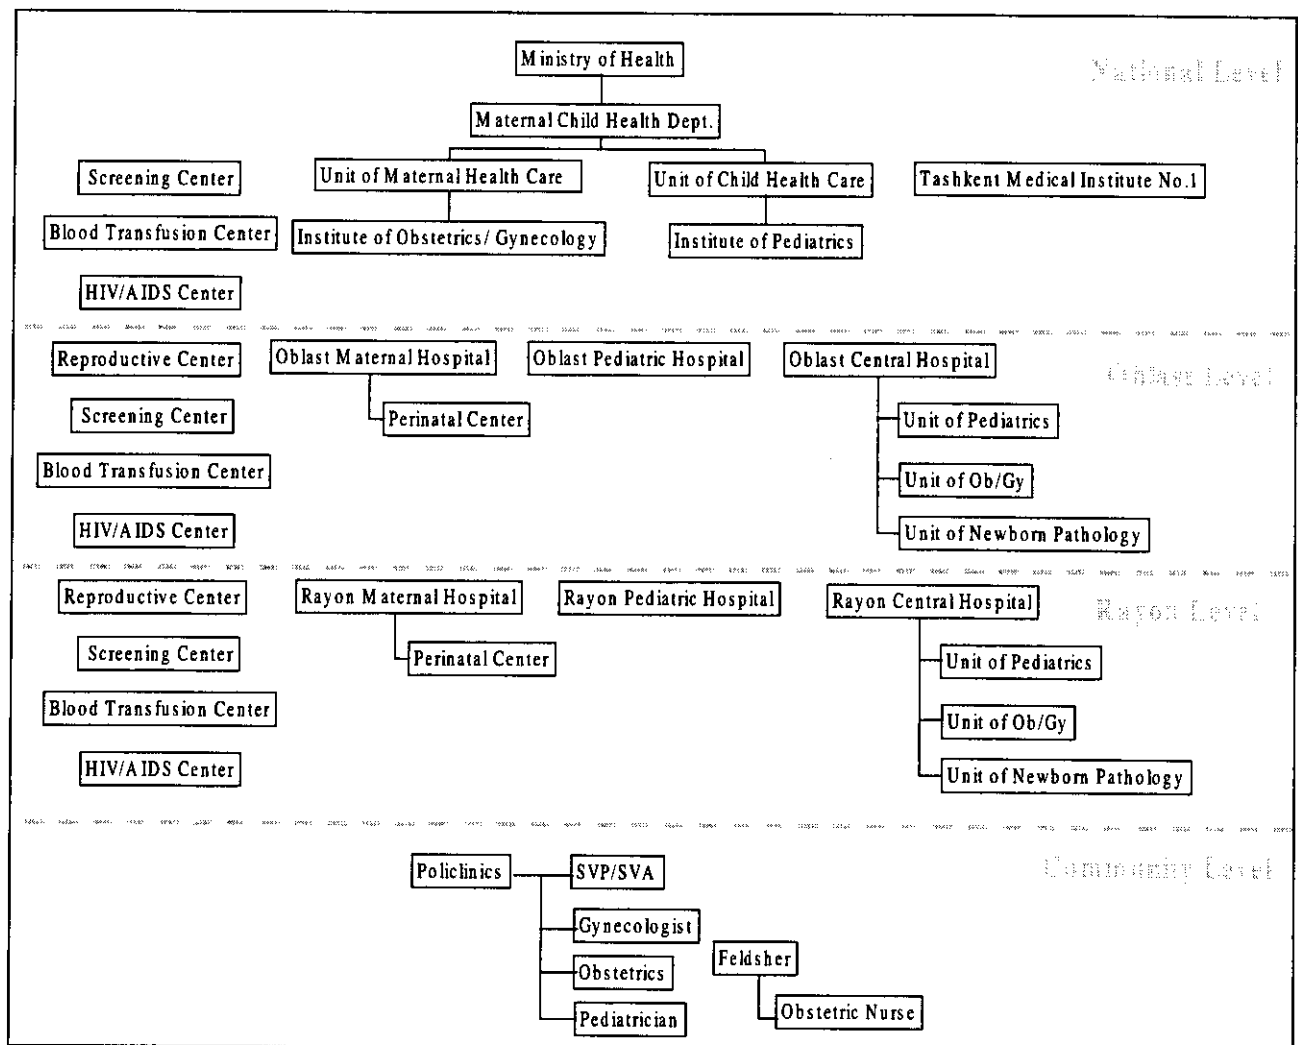 Ministry of Health
National Level
Maternal Child Health Dept.
Screening Center
Unit of Maternal Health Care
Unit of Child Health Care
Tashkent Medical Institute No.1
Blood Transfusion Center
Institute of Obstetrics/ Gynecology
Institute of Pediatrics
HIV/AIDS Center
Reproductive Center
Oblast Maternal Hospital
Oblast Pediatric Hospital
Oblast Central Hospital
Oblast Level
Screening Center
Perinatal Center
Unit of Pediatrics
Blood Transfusion Center
Unit of Ob/Gy
HIV/AIDS Center
Unit of Newborn Pathology
Reproductive Center
Rayon Maternal Hospital
Rayon Pediatric Hospital
Rayon Central Hospital
Rayon Level
Screening Center
Perinatal Center
Unit of Pediatrics
Blood Transfusion Center
Unit of Ob/Gy
HIV/AIDS Center
Unit of Newborn Pathology
Policlinics
SVP/SVA
Community Level
Gynecologist
Feldsher
Obstetrics
Obstetric Nurse
Pediatrician